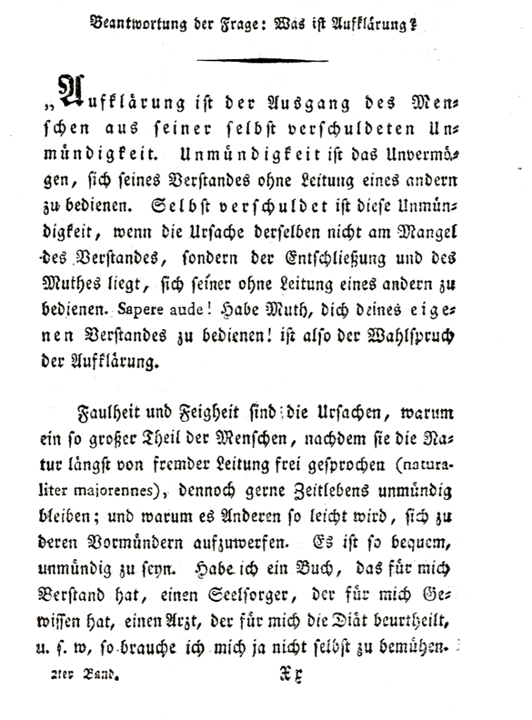 Beantwortung der Frage: Was ist Aufklärung?
„Aufklärung ist der Ausgang des Men⸗
schen aus seiner selbst verschuldeten Un⸗
mündigkeit. Unmündigkeit ist das Unvermö⸗
gen, sich seines Verstandes ohne Leitung eines andern
zu bedienen. Selbst verschuldet ist diese Unmün⸗
digkeit, wenn die Ursache derselben nicht am Mangel
des Verstandes, sondern der Entschließung und des
Muthes liegt, sich seiner ohne Leitung eines andern zu
bedienen. Sapere aude! Habe Muth, dich deines eige⸗
nen Verstandes zu bedienen! ist also der Wahlspruch
der Aufklärung.
Faulheit und Feigheit sind die Ursachen, warum
ein so großer Theil der Menschen, nachdem sie die Na⸗
tur längst von fremder Leitung frei gesprochen (natura-
liter majorennes), dennoch gerne Zeitlebens unmündig
bleiben; und warum es Anderen so leicht wird, sich zu
deren Vormündern aufzuwerfen. Es ist so bequem,
unmündig zu seyn. Habe ich ein Buch, das für mich
Verstand hat, einen Seelsorger, der für mich Ge⸗
wissen hat, einen Arzt, der für mich die Diät beurtheilt,
u. s. w, so brauche ich mich ja nicht selbst zu bemühen.
2ter Band. Xx